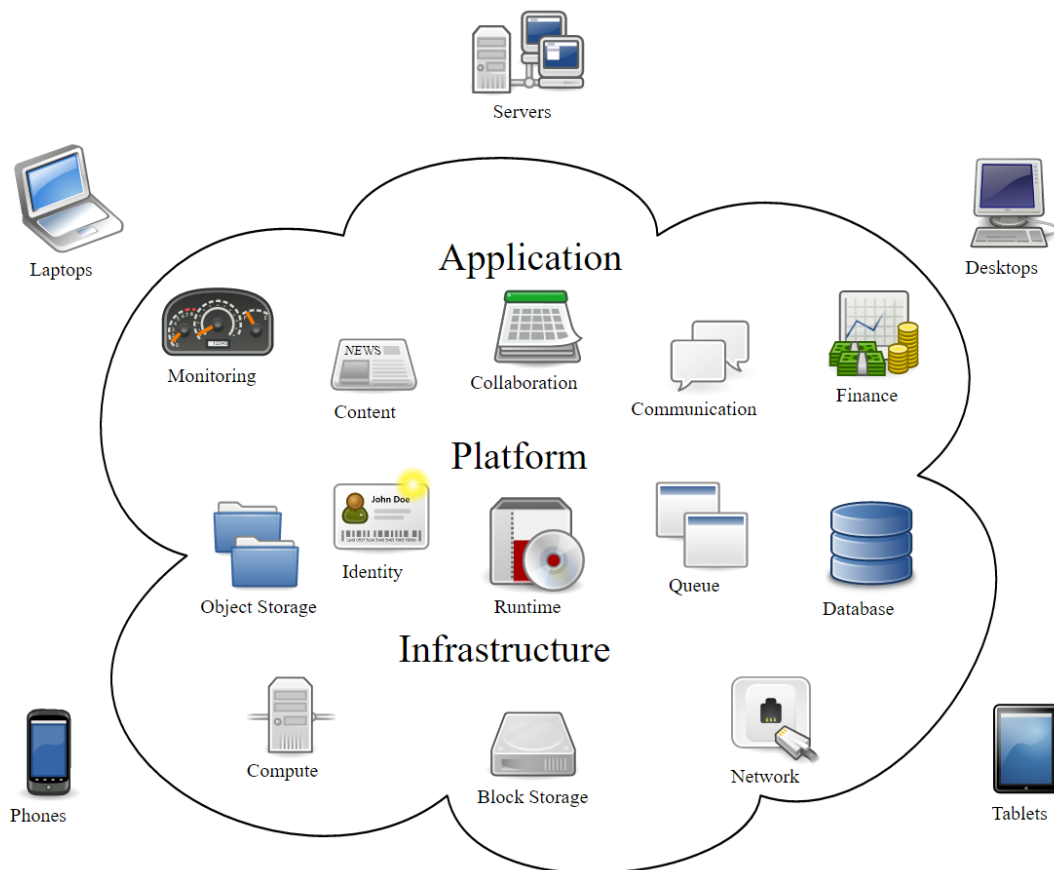 Servers
Laptops
Desktops
Application
Monitoring
NEWS
Content
Collaboration
Communication
Finance
Platform
Object Storage
John Doe
Identity
Runtime
Queue
Database
Infrastructure
Compute
Block Storage
Network
Phones
Tablets